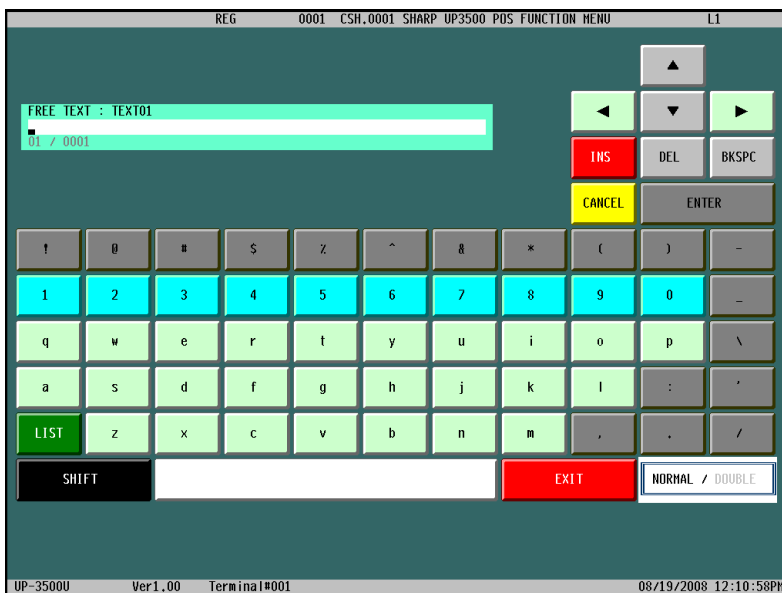 REG 0001 CSH.0001 SHARP UP3500 POS FUNCTION MENU L1
▲
FREE TEXT : TEXT01
◀ ▼ ▶
01 / 0001
INS DEL BKSPC
CANCEL ENTER
! @ # $ % ^ & * ( ) -
1 2 3 4 5 6 7 8 9 0 _
q w e r t y u i o p \
a s d f g h j k l : '
LIST z x c v b n m , . /
SHIFT EXIT NORMAL / DOUBLE
UP-3500U Ver1.00 Terminal#001 08/19/2008 12:10:58PM